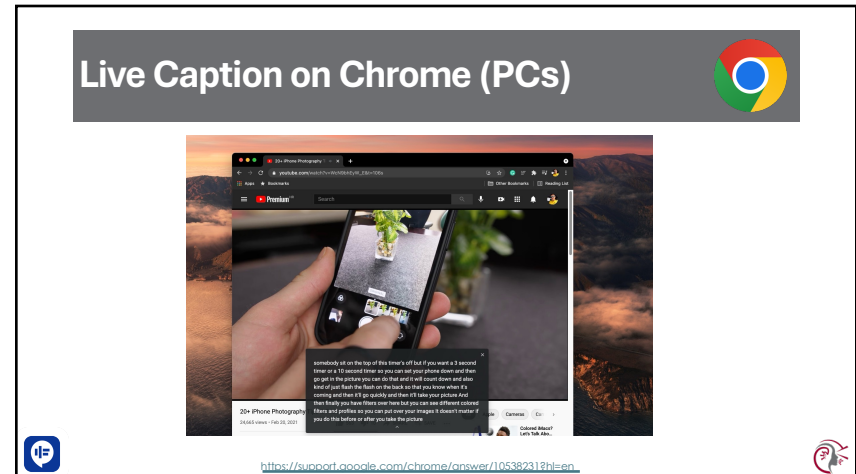 Live Caption on Chrome (PCs)
20+ iPhone Photography
Apps Bookmarks
Other Bookmarks Reading List
Premium
Search
somebody sit on the top of this timer's off but if you want a 3 second
timer or a 10 second timer so you can set your phone down and then
go get in the picture you can do that and it will count down and also
kind of just flash the flash on the back so that you know when it's
coming and then it'll go quickly and then it'll take your picture And
then finally you have filters over here but you can see different colored
filters and profiles so you can put over your images it doesn't matter if
you do this before or after you take the picture
20+ iPhone Photography
Cameras
24,665 views • Feb 20, 2021
Colored iMacs?
Let's Talk Abo...
https://support.google.com/chrome/answer/10538231?hl=en